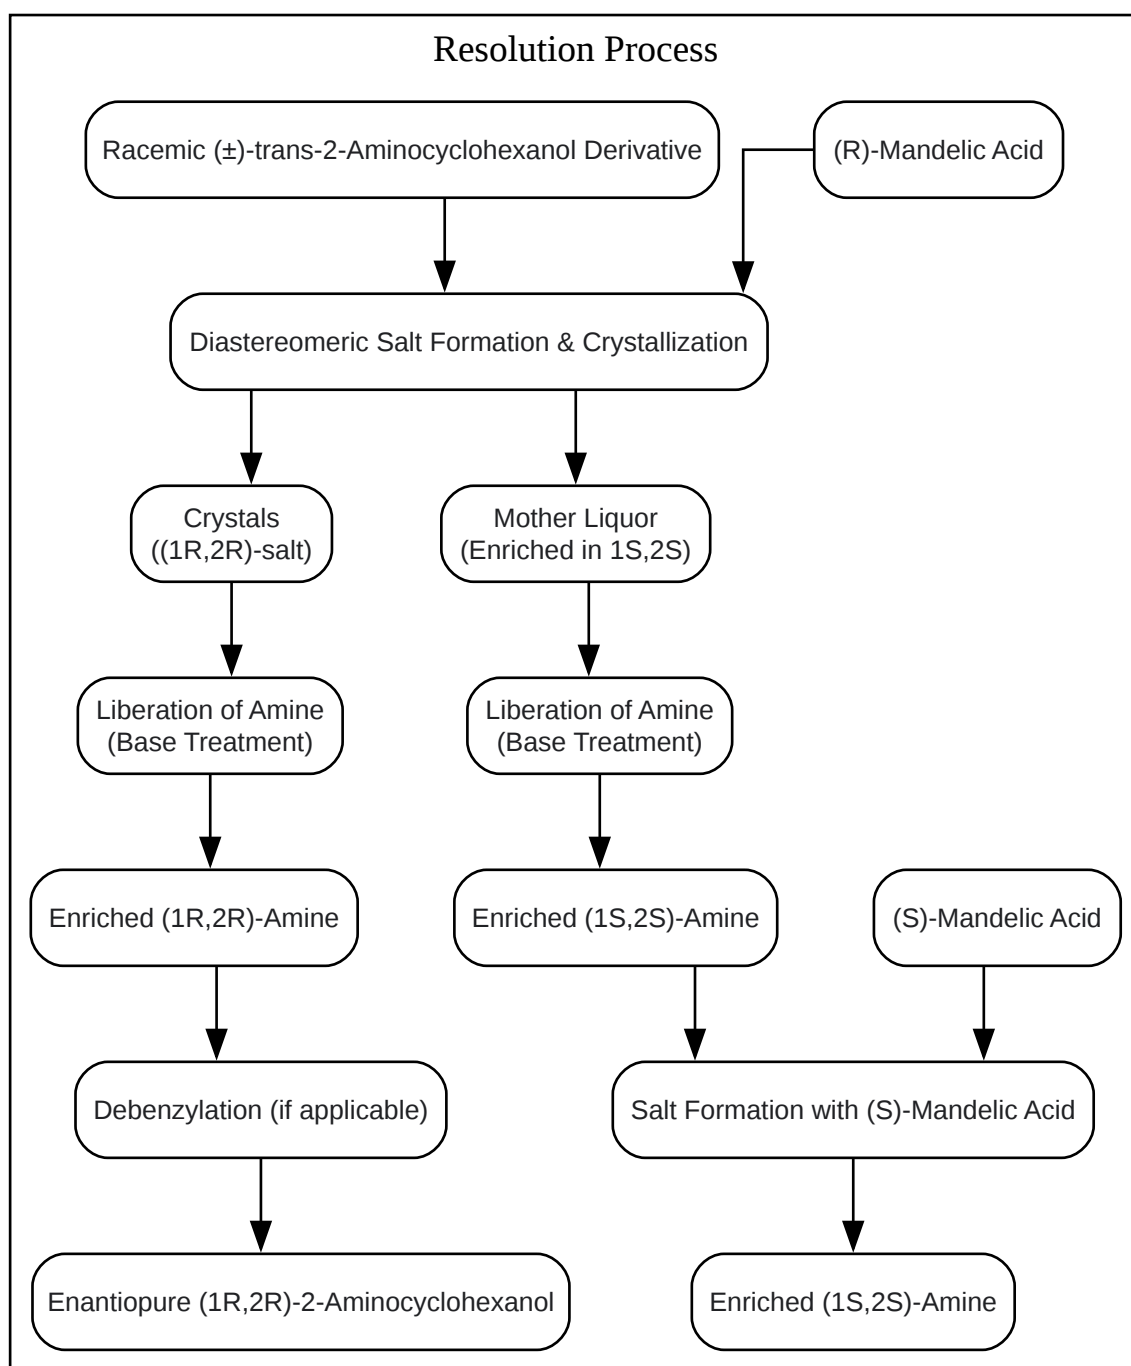 Resolution Process
Racemic (±)-trans-2-Aminocyclohexanol Derivative
(R)-Mandelic Acid
Diastereomeric Salt Formation & Crystallization
Crystals
((1R,2R)-salt)
Mother Liquor
(Enriched in 1S,2S)
Liberation of Amine
(Base Treatment)
Liberation of Amine
(Base Treatment)
Enriched (1R,2R)-Amine
Enriched (1S,2S)-Amine
(S)-Mandelic Acid
Debenzylation (if applicable)
Salt Formation with (S)-Mandelic Acid
Enantiopure (1R,2R)-2-Aminocyclohexanol
Enriched (1S,2S)-Amine